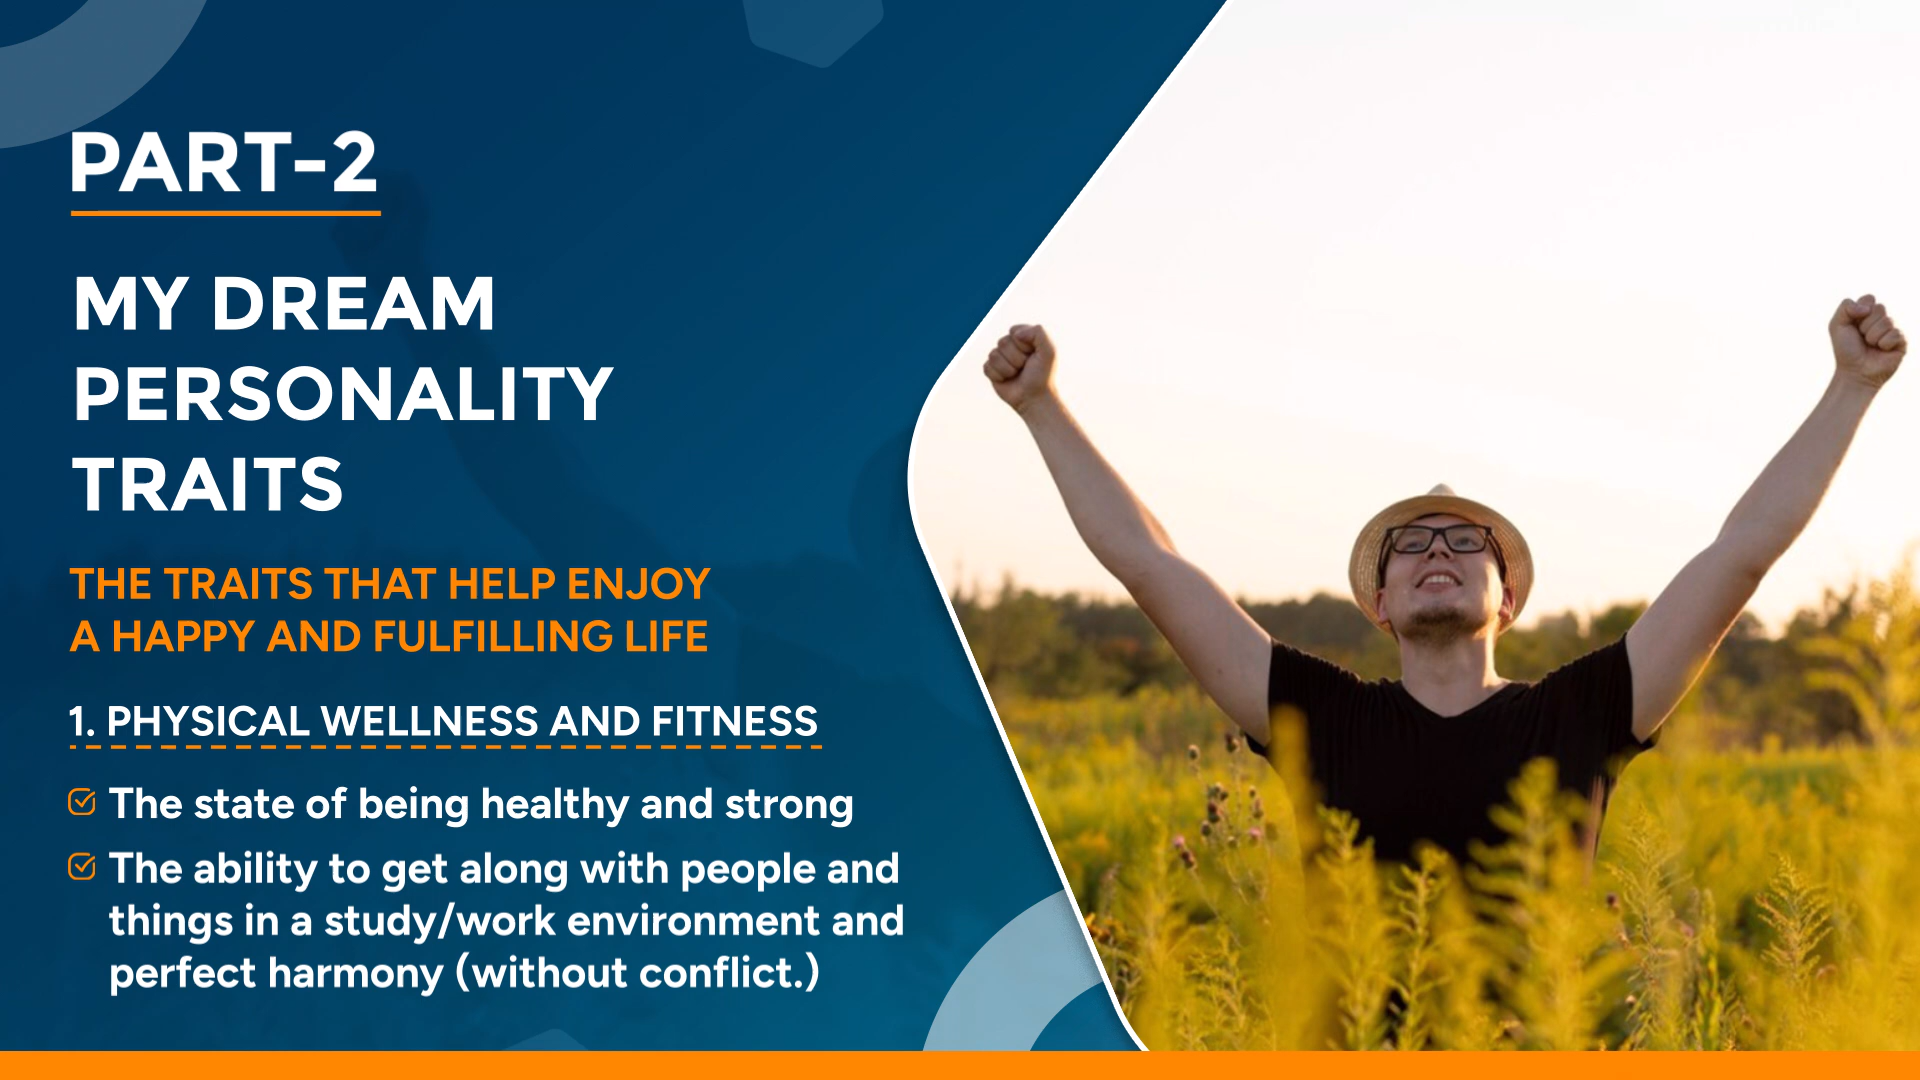 PART-2
MY DREAM
PERSONALITY
TRAITS
THE TRAITS THAT HELP ENJOY
A HAPPY AND FULFILLING LIFE
1. PHYSICAL WELLNESS AND FITNESS
The state of being healthy and strong
The ability to get along with people and
things in a study/work environment and
perfect harmony (without conflict.)